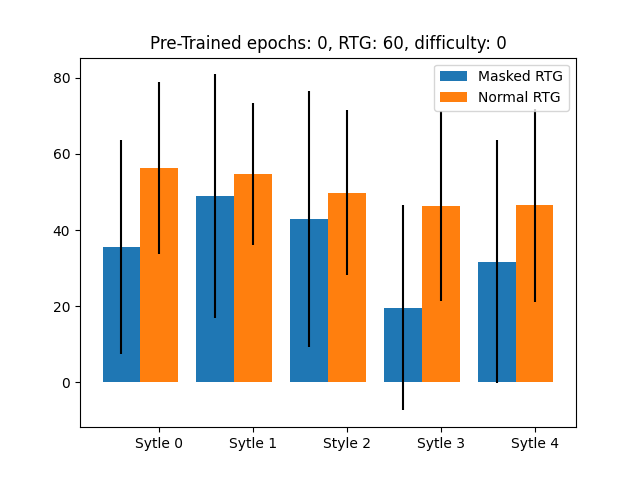 Pre-Trained epochs: 0, RTG: 60, difficulty: 0
Masked RTG
Normal RTG
80
60
40
20
0
Sytle 0
Sytle 1
Style 2
Sytle 3
Sytle 4